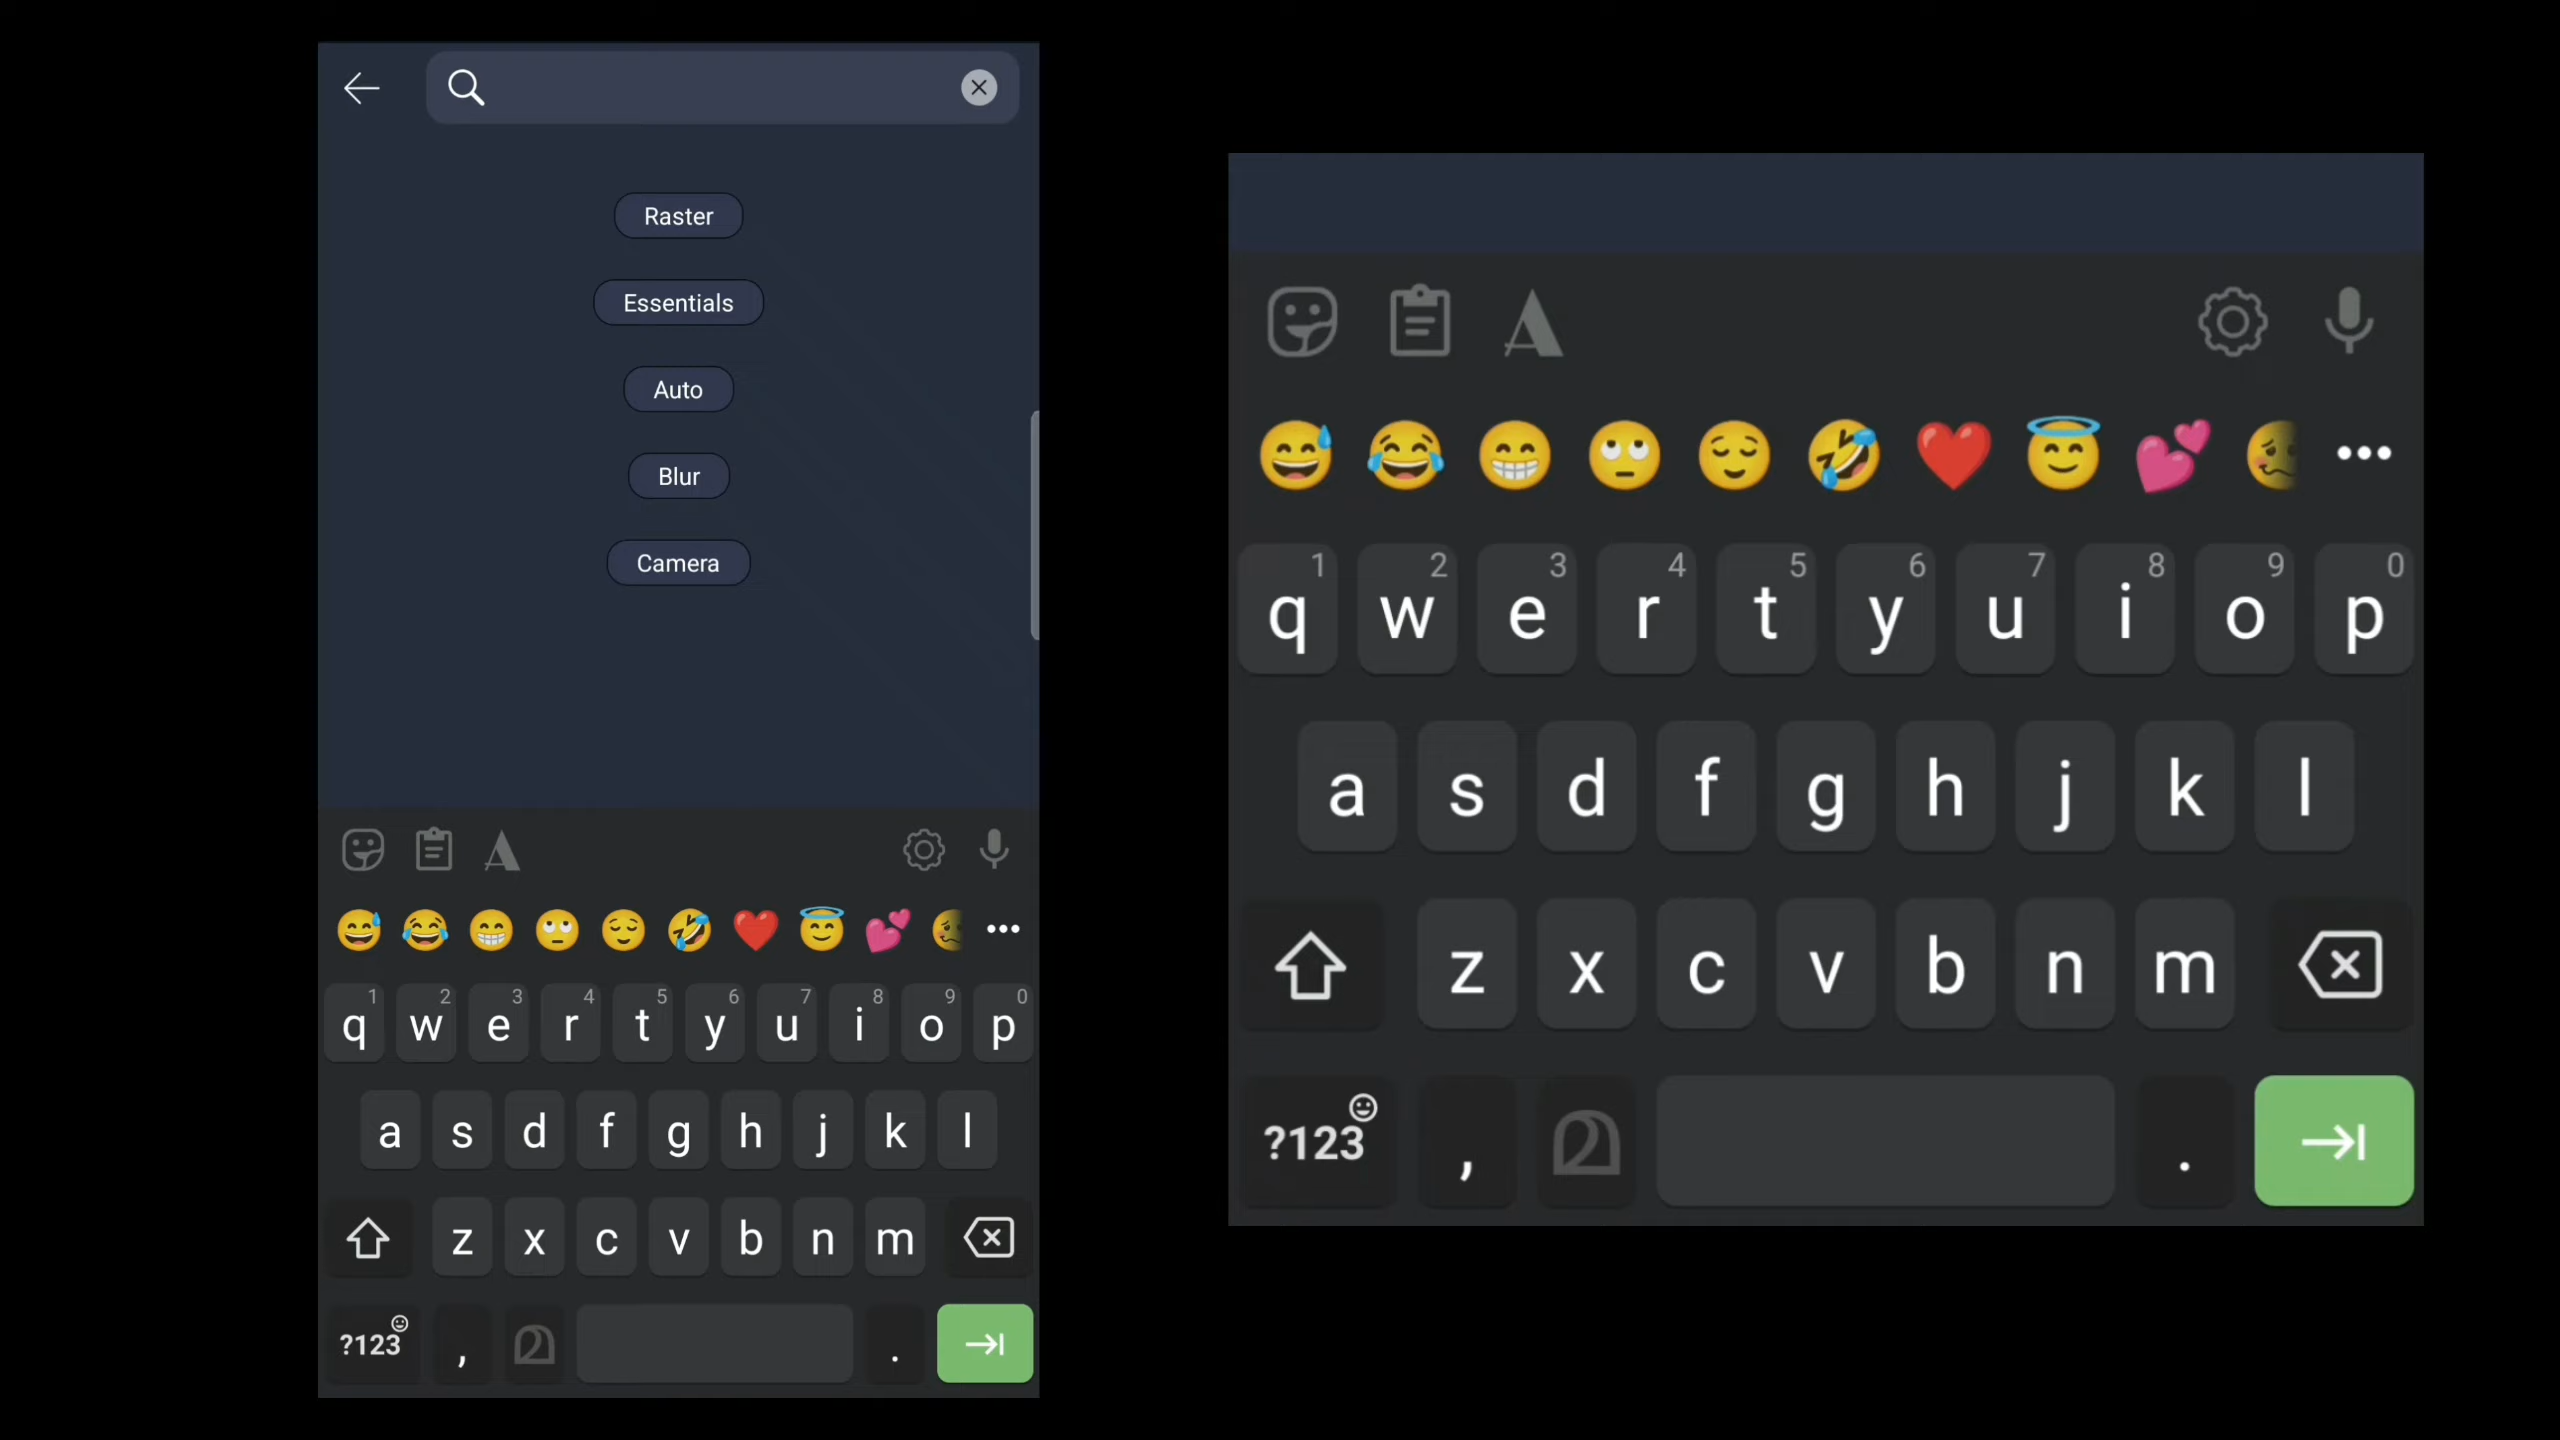 Raster
Essentials
Auto
Blur
Camera
😅 😂 😁 🙄 😌 🤣 ❤️ 😇 💕 🥴 •••
1 2 3 4 5 6 7 8 9 0
q w e r t y u i o p
a s d f g h j k l
z x c v b n m
?123 , മ .
😅 😂 😁 🙄 😌 🤣 ❤️ 😇 💕 🥴 •••
1 2 3 4 5 6 7 8 9 0
q w e r t y u i o p
a s d f g h j k l
z x c v b n m
?123 , മ .